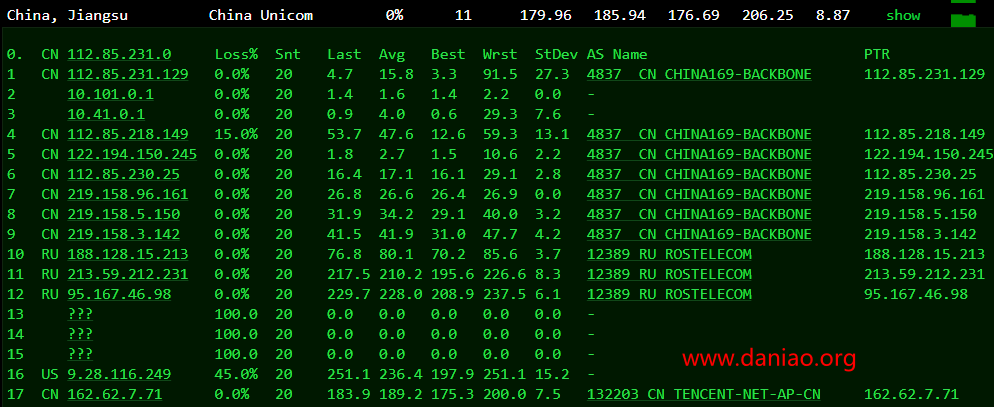 China, Jiangsu China Unicom 0% 11 179.96 185.94 176.69 206.25 8.87 show
0. CN 112.85.231.0 Loss% Snt Last Avg Best Wrst StDev AS Name PTR
1 CN 112.85.231.129 0.0% 20 4.7 15.8 3.3 91.5 27.3 4837 CN CHINA169-BACKBONE 112.85.231.129
2 10.101.0.1 0.0% 20 1.4 1.6 1.4 2.2 0.0 -
3 10.41.0.1 0.0% 20 0.9 4.0 0.6 29.3 7.6 -
4 CN 112.85.218.149 15.0% 20 53.7 47.6 12.6 59.3 13.1 4837 CN CHINA169-BACKBONE 112.85.218.149
5 CN 122.194.150.245 0.0% 20 1.8 2.7 1.5 10.6 2.2 4837 CN CHINA169-BACKBONE 122.194.150.245
6 CN 112.85.230.25 0.0% 20 16.4 17.1 16.1 29.1 2.8 4837 CN CHINA169-BACKBONE 112.85.230.25
7 CN 219.158.96.161 0.0% 20 26.8 26.6 26.4 26.9 0.0 4837 CN CHINA169-BACKBONE 219.158.96.161
8 CN 219.158.5.150 0.0% 20 31.9 34.2 29.1 40.0 3.2 4837 CN CHINA169-BACKBONE 219.158.5.150
9 CN 219.158.3.142 0.0% 20 41.5 41.9 31.0 47.7 4.2 4837 CN CHINA169-BACKBONE 219.158.3.142
10 RU 188.128.15.213 0.0% 20 76.8 80.1 70.2 85.6 3.7 12389 RU ROSTELECOM 188.128.15.213
11 RU 213.59.212.231 0.0% 20 217.5 210.2 195.6 226.6 8.3 12389 RU ROSTELECOM 213.59.212.231
12 RU 95.167.46.98 0.0% 20 229.7 228.0 208.9 237.5 6.1 12389 RU ROSTELECOM 95.167.46.98
13 ??? 100.0 20 0.0 0.0 0.0 0.0 0.0 -
14 ??? 100.0 20 0.0 0.0 0.0 0.0 0.0 -
15 ??? 100.0 20 0.0 0.0 0.0 0.0 0.0 -
www.daniao.org
16 US 9.28.116.249 45.0% 20 251.1 236.4 197.9 251.1 15.2 -
17 CN 162.62.7.71 0.0% 20 183.9 189.2 175.3 200.0 7.5 132203 CN TENCENT-NET-AP-CN 162.62.7.71